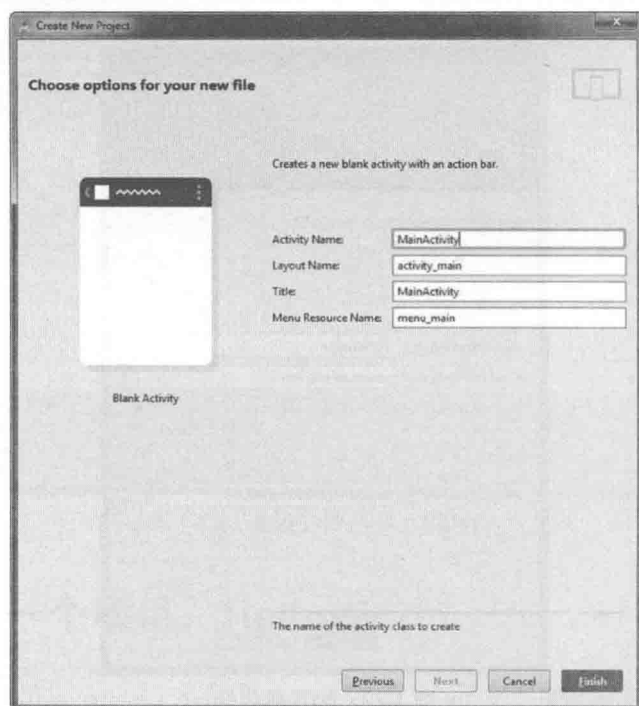 Create New Project
X
Choose options for your new file
Creates a new blank activity with an action bar.
Activity Name: MainActivity
Layout Name: activity_main
Title: MainActivity
Menu Resource Name: menu_main
Blank Activity
The name of the activity class to create
Previous Next Cancel Finish